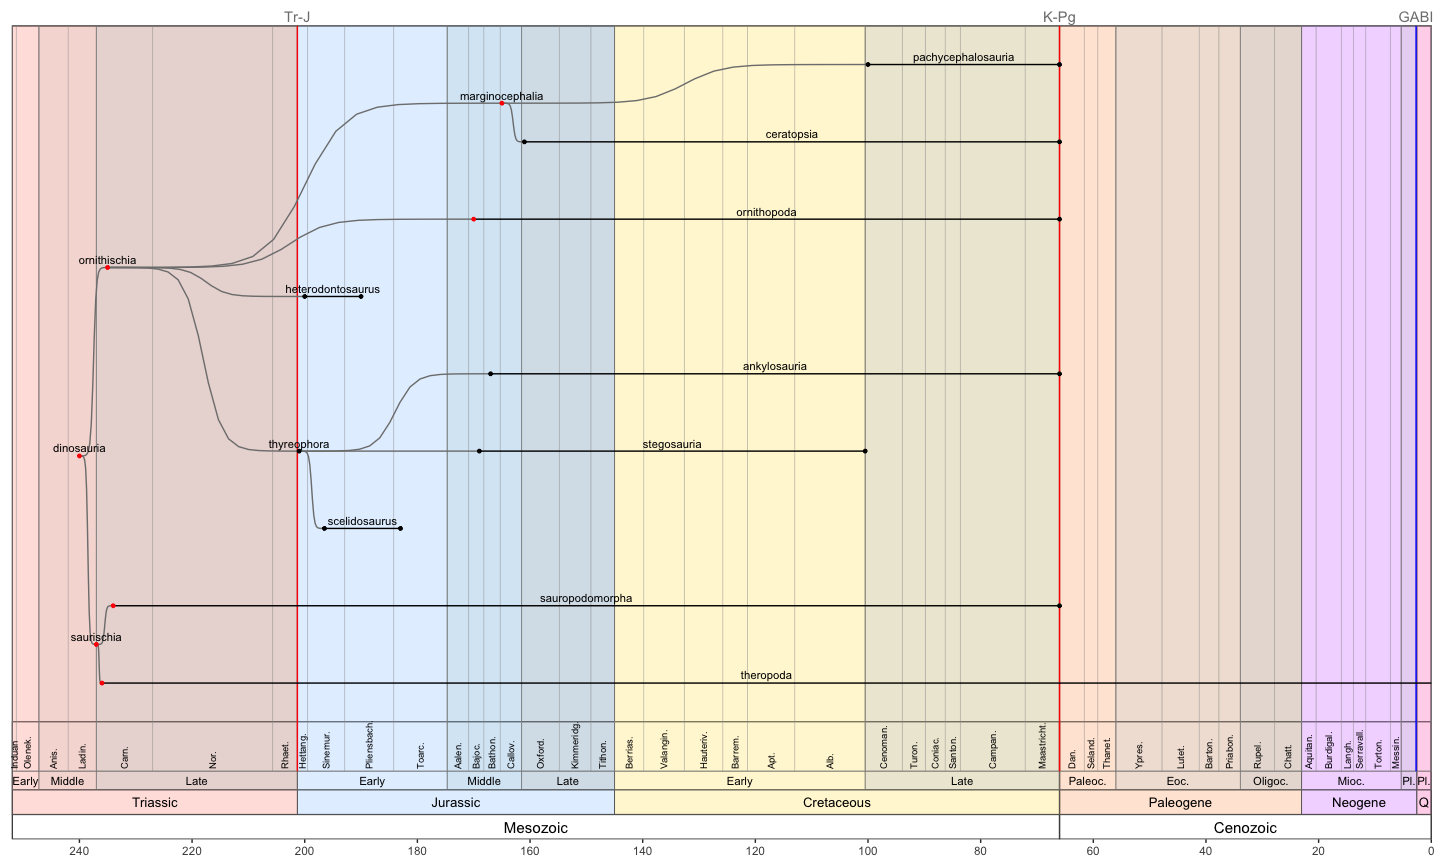 Tr-J K-Pg GABI
pachycephalosauria
marginocephalia
ceratopsia
ornithopoda
ornithischia
heterodontosaurus
ankylosauria
thyreophora
stegosauria
dinosauria
scelidosaurus
sauropodomorpha
saurischia
theropoda
Induan Olenek. Anis. Ladin. Carn. Nor. Rhaet. Hettang. Sinemur. Pliensbach. Toarc. Aalen. Bajoc. Bathon. Callov. Oxford. Kimmeridg. Tithon. Berrias. Valangin. Hauteriv. Barrem. Apt. Alb. Cenoman. Turon. Coniac. Santon. Campan. Maastricht. Dan. Seland. Thanet. Ypres. Lutet. Barton. Priabon. Rupel. Chatt. Aquitan. Burdigal. Langh. Serravall. Torton. Messin.
Early Middle Late Early Middle Late Early Late Paleoc. Eoc. Oligoc. Mioc. Pl. Pl.
Triassic Jurassic Cretaceous Paleogene Neogene Q
Mesozoic Cenozoic
240 220 200 180 160 140 120 100 80 60 40 20 0